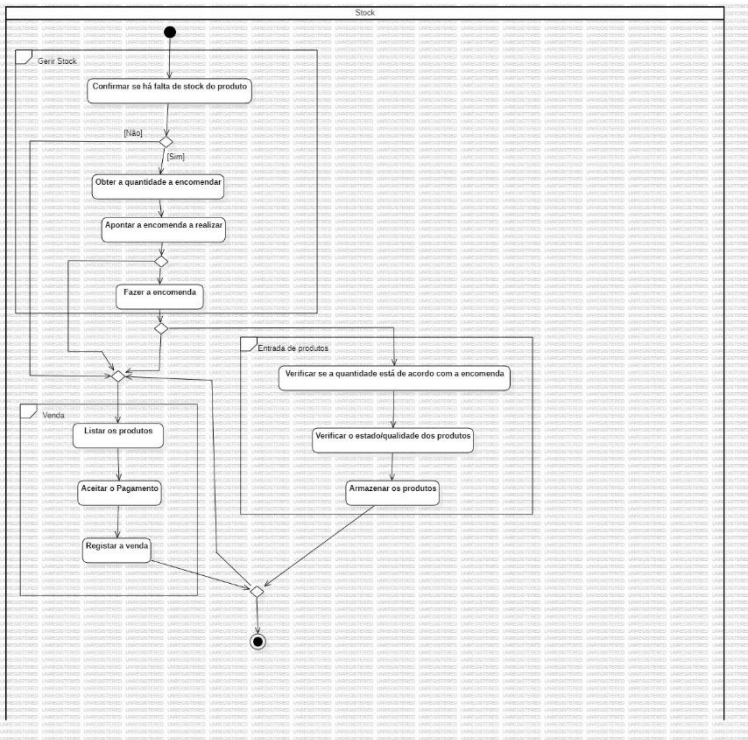 Stock
Gerir Stock
Confirmar se há falta de stock do produto
[Não]
[Sim]
Obter a quantidade a encomendar
Apontar a encomenda a realizar
Fazer a encomenda
Entrada de produtos
Verificar se a quantidade está de acordo com a encomenda
Venda
Listar os produtos
Verificar o estado/qualidade dos produtos
Aceitar o Pagamento
Armazenar os produtos
Registar a venda